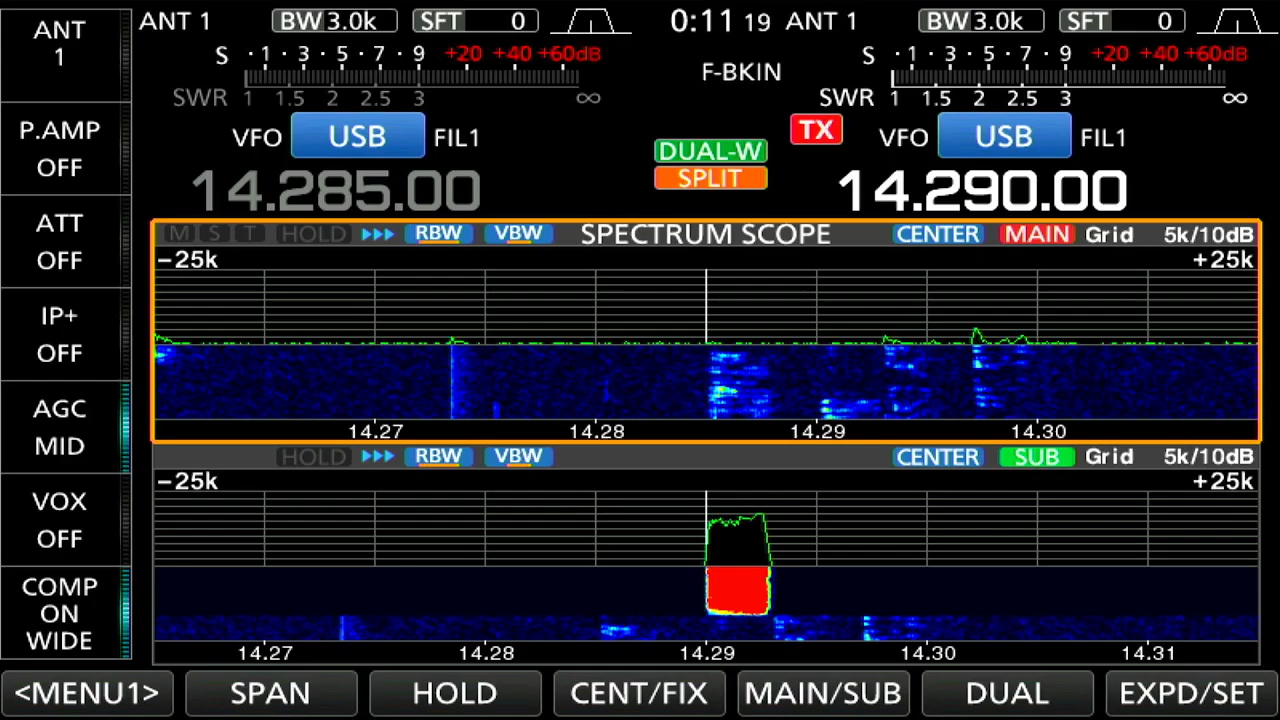 ANT
1
P.AMP
OFF
ATT
OFF
IP+
OFF
AGC
MID
VOX
OFF
COMP
ON
WIDE
ANT 1 BW 3.0k SFT 0 0:11 19 ANT 1 BW 3.0k SFT 0
S ·1·3·5·7·9 +20 +40 +60dB F-BKIN S ·1·3·5·7·9 +20 +40 +60dB
SWR 1 1.5 2 2.5 3 ∞ SWR 1 1.5 2 2.5 3 ∞
VFO USB FIL1 TX VFO USB FIL1
DUAL-W
SPLIT
14.285.00 14.290.00
M S T HOLD RBW VBW SPECTRUM SCOPE CENTER MAIN Grid 5k/10dB
−25k +25k
14.27 14.28 14.29 14.30
HOLD RBW VBW CENTER SUB Grid 5k/10dB
−25k +25k
14.27 14.28 14.29 14.30 14.31
<MENU1> SPAN HOLD CENT/FIX MAIN/SUB DUAL EXPD/SET